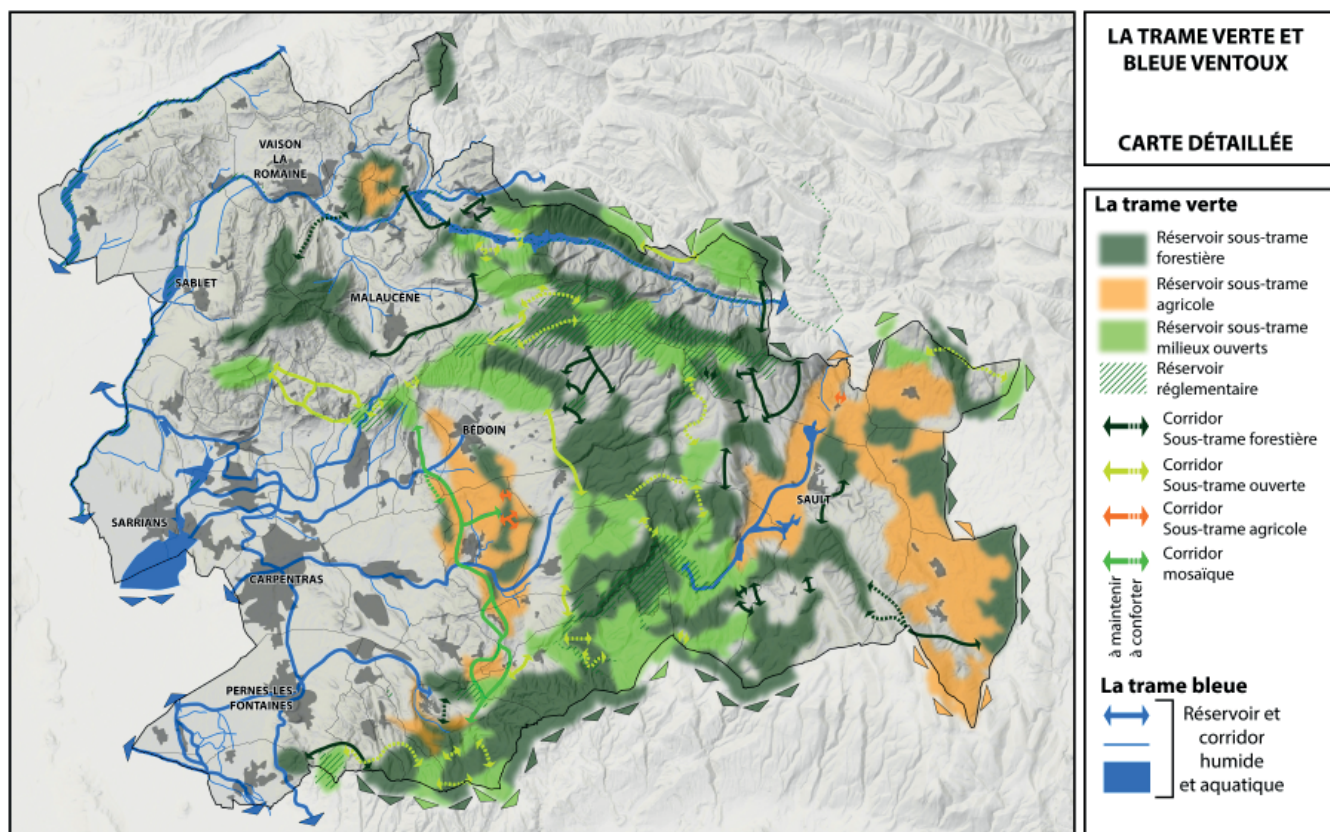 LA TRAME VERTE ET
BLEUE VENTOUX
CARTE DÉTAILLÉE
VAISON
LA
ROMAINE
SABLET
MALAUCÈNE
BÉDOIN
SARRIANS
CARPENTRAS
SAULT
PERNES-LES-
FONTAINES
La trame verte
Réservoir sous-trame
forestière
Réservoir sous-trame
agricole
Réservoir sous-trame
milieux ouverts
Réservoir
réglementaire
Corridor
Sous-trame forestière
Corridor
Sous-trame ouverte
Corridor
Sous-trame agricole
Corridor
mosaïque
à maintenir
à conforter
La trame bleue
Réservoir et
corridor
humide
et aquatique